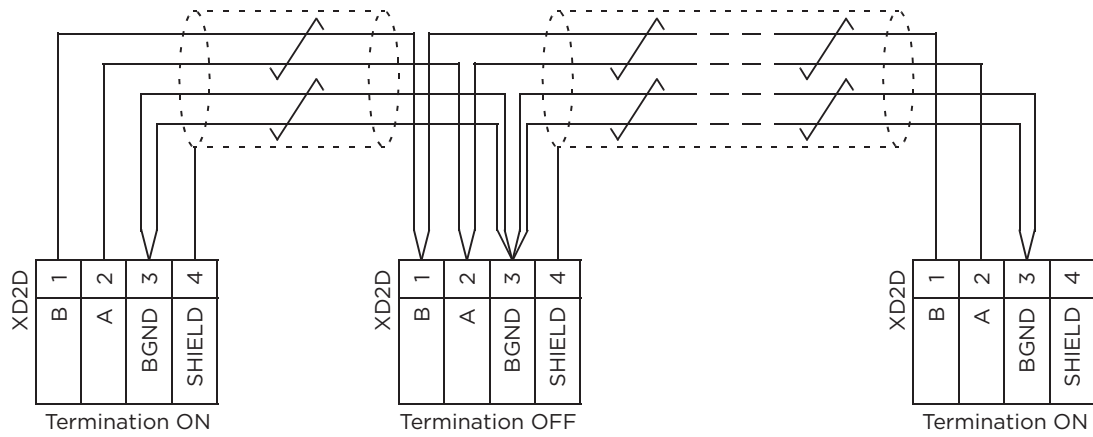 XD2D
1 2 3 4
B A BGND SHIELD
Termination ON
XD2D
1 2 3 4
B A BGND SHIELD
Termination OFF
XD2D
1 2 3 4
B A BGND SHIELD
Termination ON